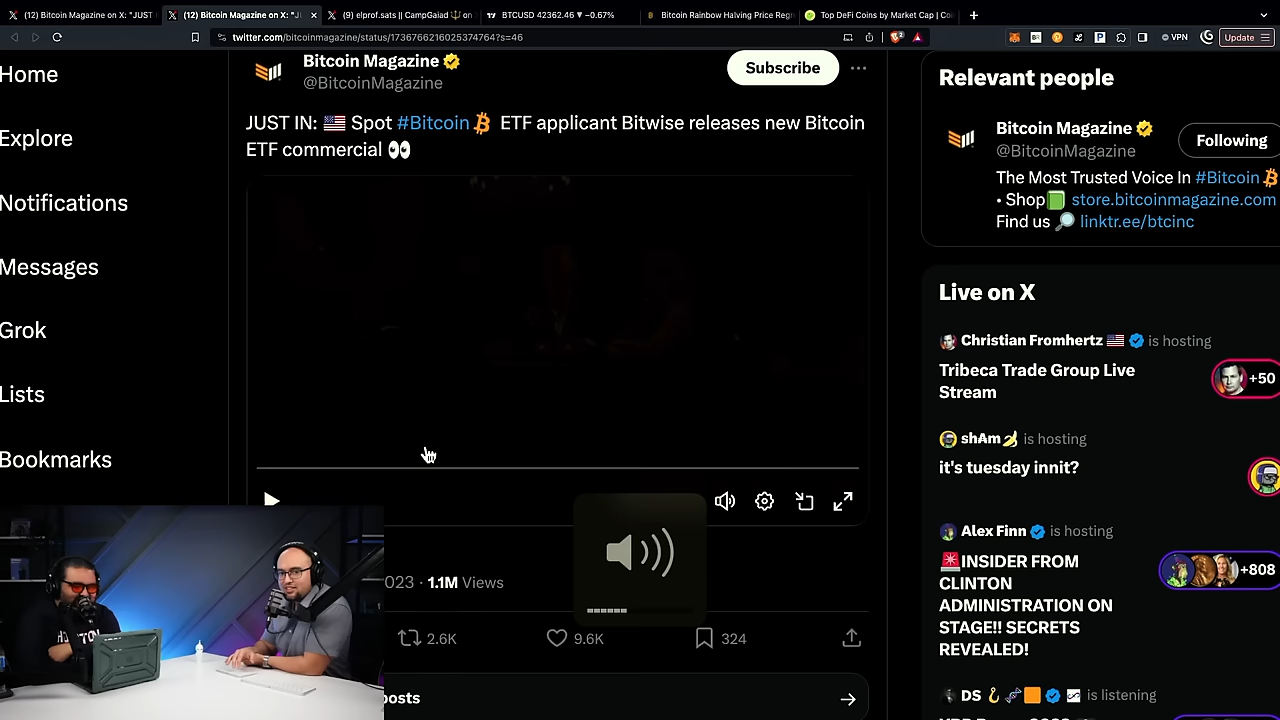 (12) Bitcoin Magazine on X: "JUST
(12) Bitcoin Magazine on X: "J
(9) elprof.sats || CampGaiad on
BTCUSD 42362.46 ▼ −0.67%
Bitcoin Rainbow Halving Price Regr
Top DeFi Coins by Market Cap | Coi
twitter.com/bitcoinmagazine/status/1736766216025374764?s=46
VPN
Update
Home
Explore
Notifications
Messages
Grok
Lists
Bookmarks
Bitcoin Magazine
@BitcoinMagazine
Subscribe
JUST IN: 🇺🇸 Spot #Bitcoin ETF applicant Bitwise releases new Bitcoin
ETF commercial 👀
023 · 1.1M Views
2.6K
9.6K
324
posts
Relevant people
Bitcoin Magazine
@BitcoinMagazine
Following
The Most Trusted Voice In #Bitcoin
• Shop📗 store.bitcoinmagazine.com
Find us 🔎 linktr.ee/btcinc
Live on X
Christian Fromhertz 🇺🇸 is hosting
Tribeca Trade Group Live
Stream
+50
shAm🍌 is hosting
it's tuesday innit?
Alex Finn is hosting
🚨INSIDER FROM
CLINTON
ADMINISTRATION ON
STAGE!! SECRETS
REVEALED!
+808
DS is listening